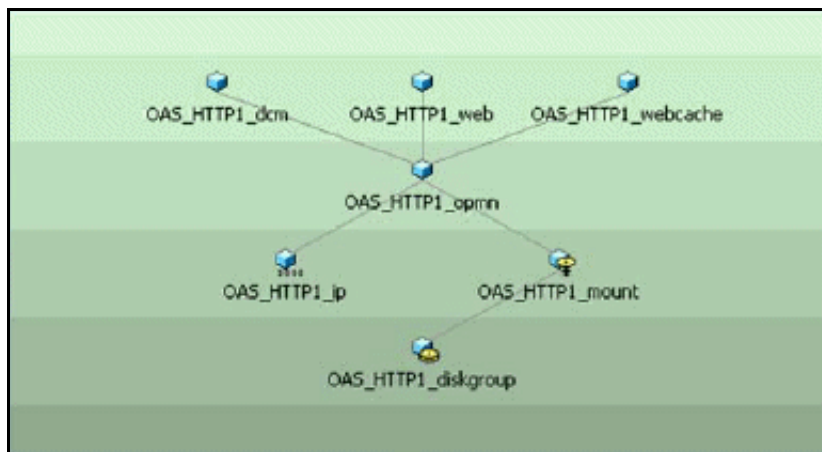 OAS_HTTP1_dcm OAS_HTTP1_web OAS_HTTP1_webcache
OAS_HTTP1_opmn
OAS_HTTP1_ip OAS_HTTP1_mount
OAS_HTTP1_diskgroup